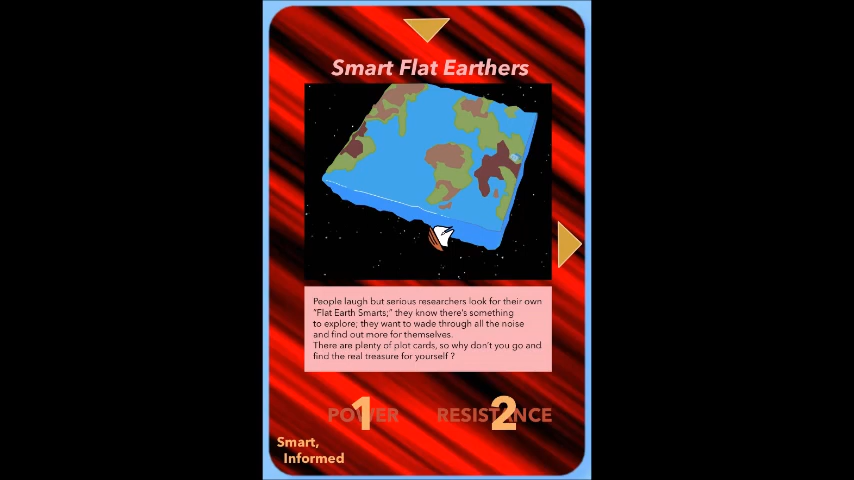 Smart Flat Earthers
People laugh but serious researchers look for their own
“Flat Earth Smarts;” they know there’s something
to explore; they want to wade through all the noise
and find out more for themselves.
There are plenty of plot cards, so why don’t you go and
find the real treasure for yourself ?
POWER 1 RESISTANCE 2
Smart,
Informed